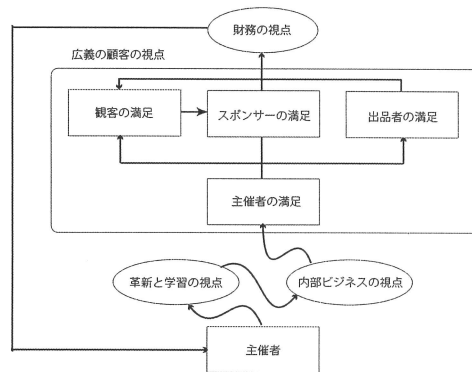 財務の視点
広義の顧客の視点
観客の満足
スポンサーの満足
出品者の満足
主催者の満足
革新と学習の視点
内部ビジネスの視点
主催者